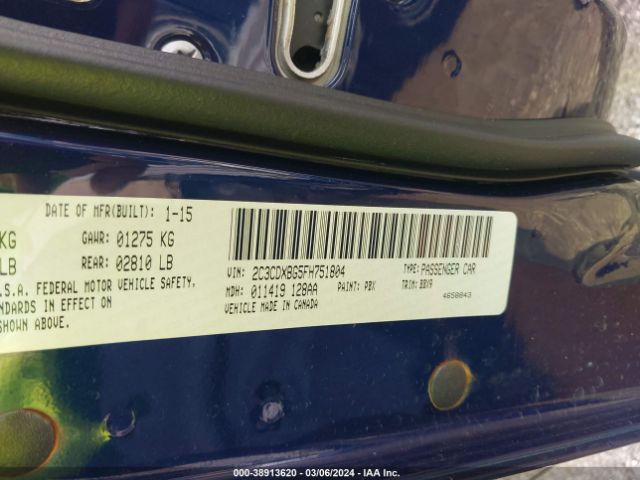 DATE OF MFR(BUILT): 1-15
KG GAWR: 01275 KG
LB REAR: 02810 LB
.S.A. FEDERAL MOTOR VEHICLE SAFETY,
NDARDS IN EFFECT ON
SHOWN ABOVE.
VIN: 2C3CDXBG5FH751804 TYPE: PASSENGER CAR
MDH: 011419 128AA PAINT: PBX TRIM: BBX9
VEHICLE MADE IN CANADA 4650843
000-38913620 - 03/06/2024 - IAA Inc.